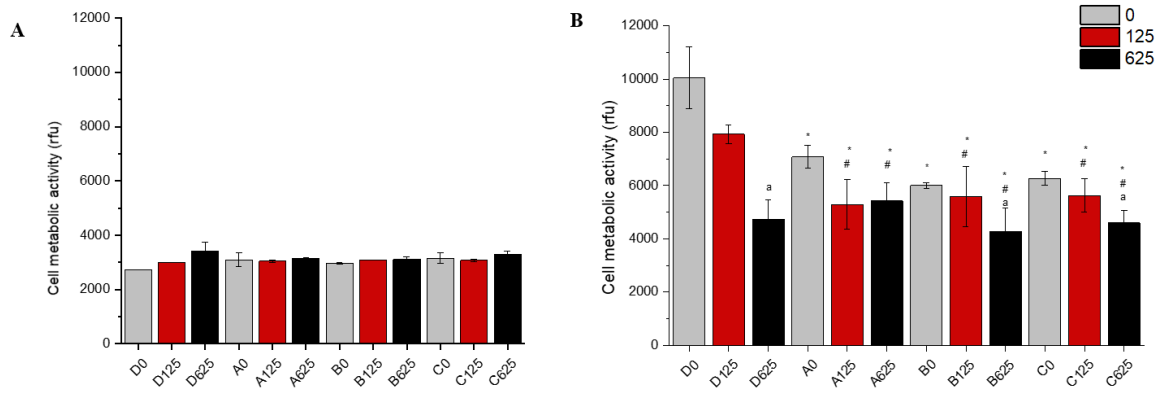 A
Cell metabolic activity (rfu)
12000
10000
8000
6000
4000
2000
0
D0
D125
D625
A0
A125
A625
B0
B125
B625
C0
C125
C625
B
Cell metabolic activity (rfu)
12000
10000
8000
6000
4000
2000
0
a
*
*
#
*
#
*
*
#
*
#
a
*
*
#
*
#
a
D0
D125
D625
A0
A125
A625
B0
B125
B625
C0
C125
C625
0
125
625